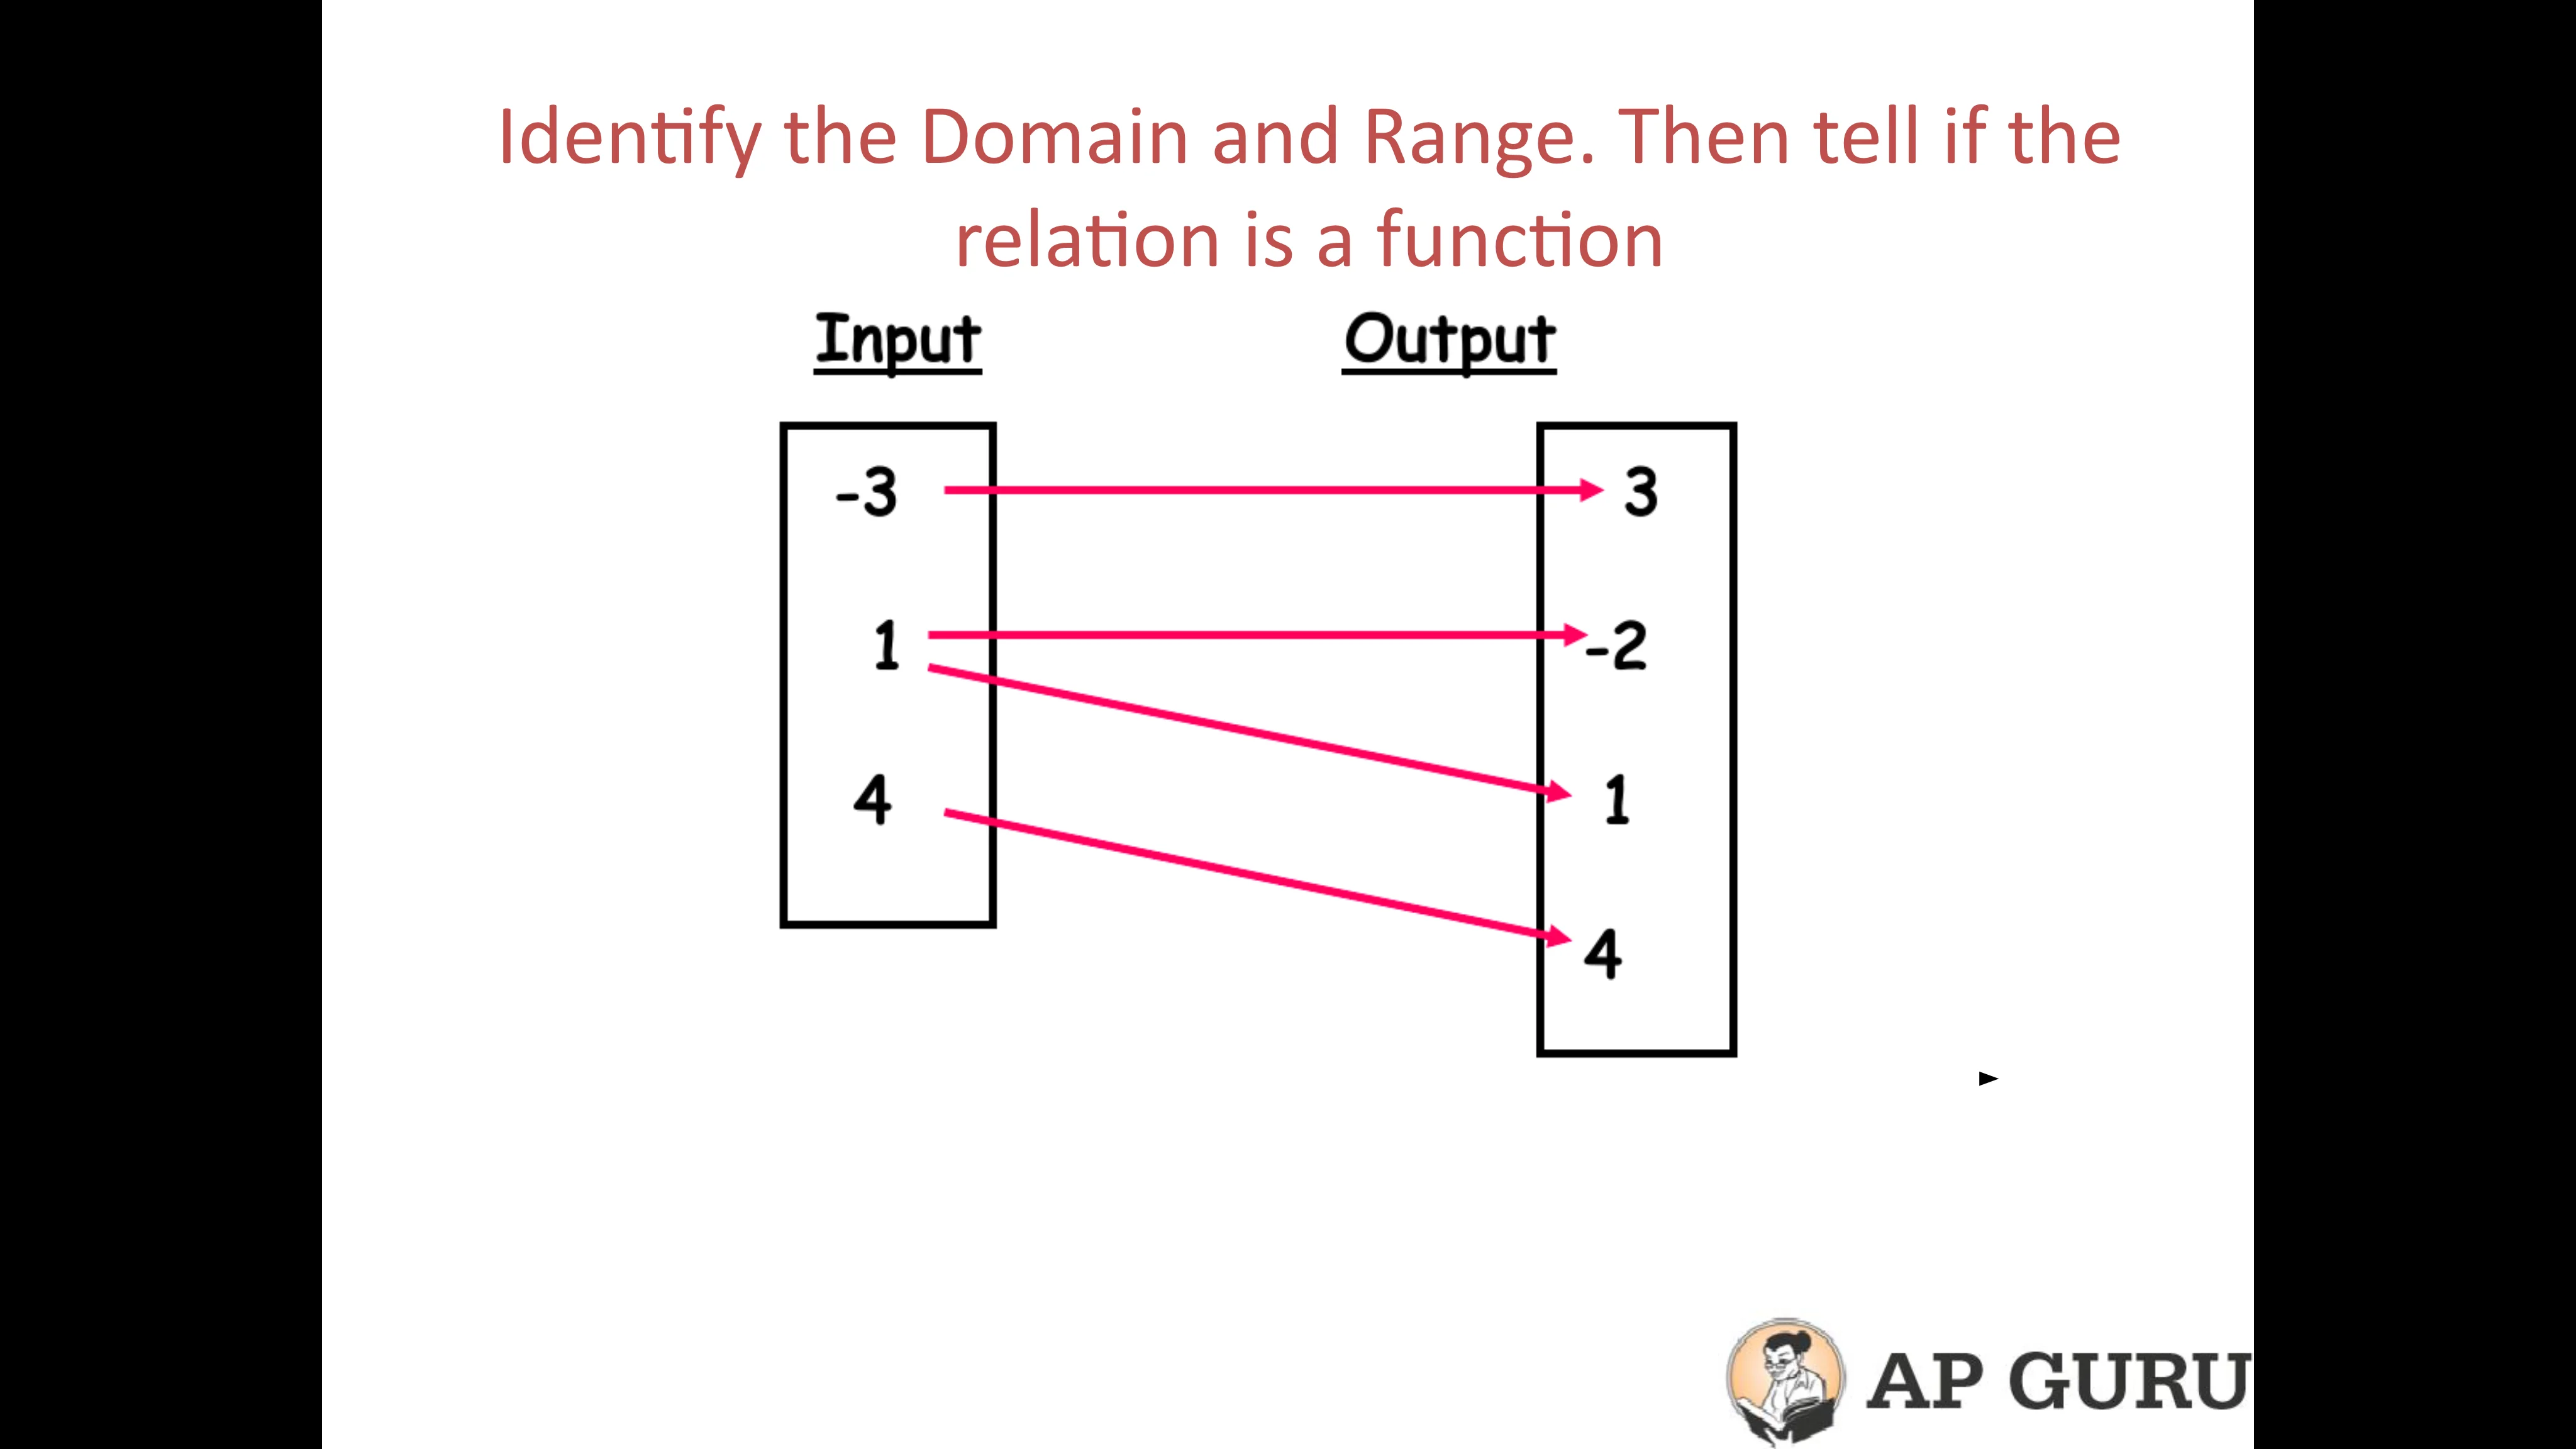 Identify the Domain and Range. Then tell if the
relation is a function
Input Output
-3 3
1 -2
4 1
4
AP GURU